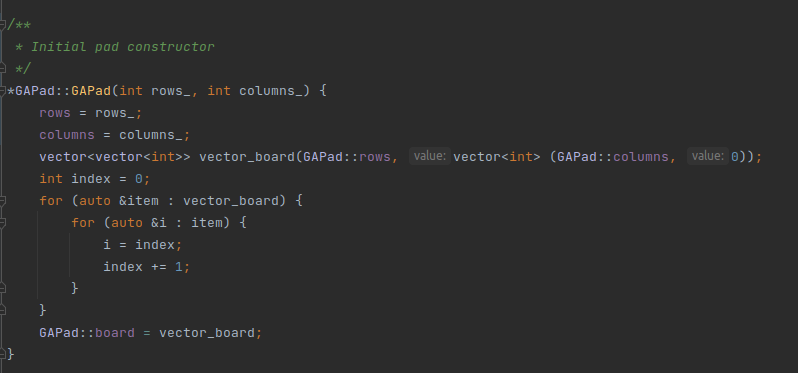 /**
 * Initial pad constructor
 */
*GAPad::GAPad(int rows_, int columns_) {
    rows = rows_;
    columns = columns_;
    vector<vector<int>> vector_board(GAPad::rows, value: vector<int> (GAPad::columns, value: 0));
    int index = 0;
    for (auto &item : vector_board) {
        for (auto &i : item) {
            i = index;
            index += 1;
        }
    }
    GAPad::board = vector_board;
}